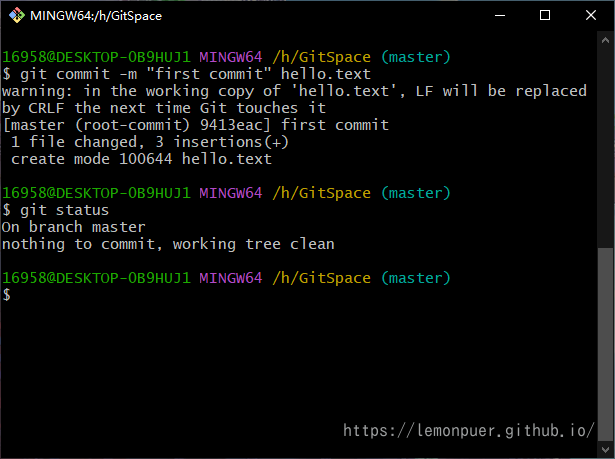 MINGW64:/h/GitSpace
16958@DESKTOP-OB9HUJ1 MINGW64 /h/GitSpace (master)
$ git commit -m "first commit" hello.text
warning: in the working copy of 'hello.text', LF will be replaced
by CRLF the next time Git touches it
[master (root-commit) 9413eac] first commit
 1 file changed, 3 insertions(+)
 create mode 100644 hello.text
16958@DESKTOP-OB9HUJ1 MINGW64 /h/GitSpace (master)
$ git status
On branch master
nothing to commit, working tree clean
16958@DESKTOP-OB9HUJ1 MINGW64 /h/GitSpace (master)
$
https://lemonpuer.github.io/